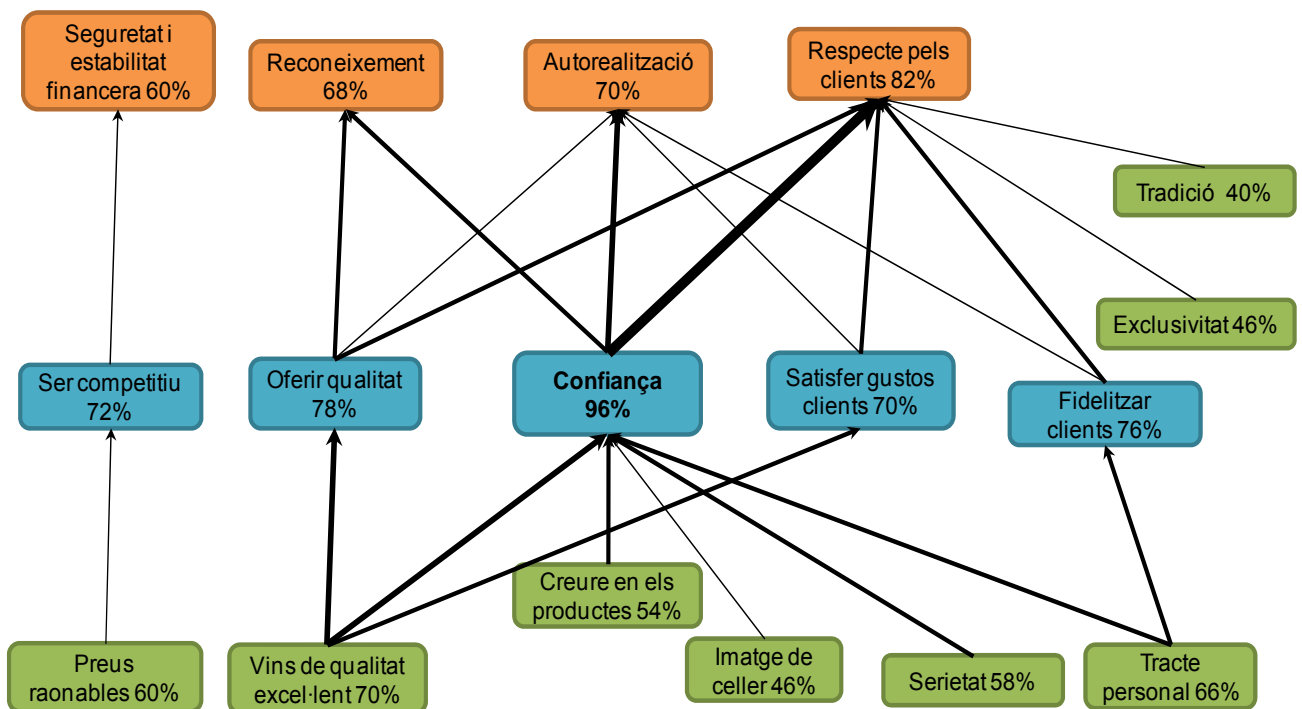 Seguretat i
estabilitat
financera 60%
Reconeixement
68%
Autorealització
70%
Respecte pels
clients 82%
Tradició 40%
Exclusivitat 46%
Ser competitiu
72%
Oferir qualitat
78%
Confiança
96%
Satisfer gustos
clients 70%
Fidelitzar
clients 76%
Creure en els
productes 54%
Preus
raonables 60%
Vins de qualitat
excel·lent 70%
Imatge de
celler 46%
Serietat 58%
Tracte
personal 66%